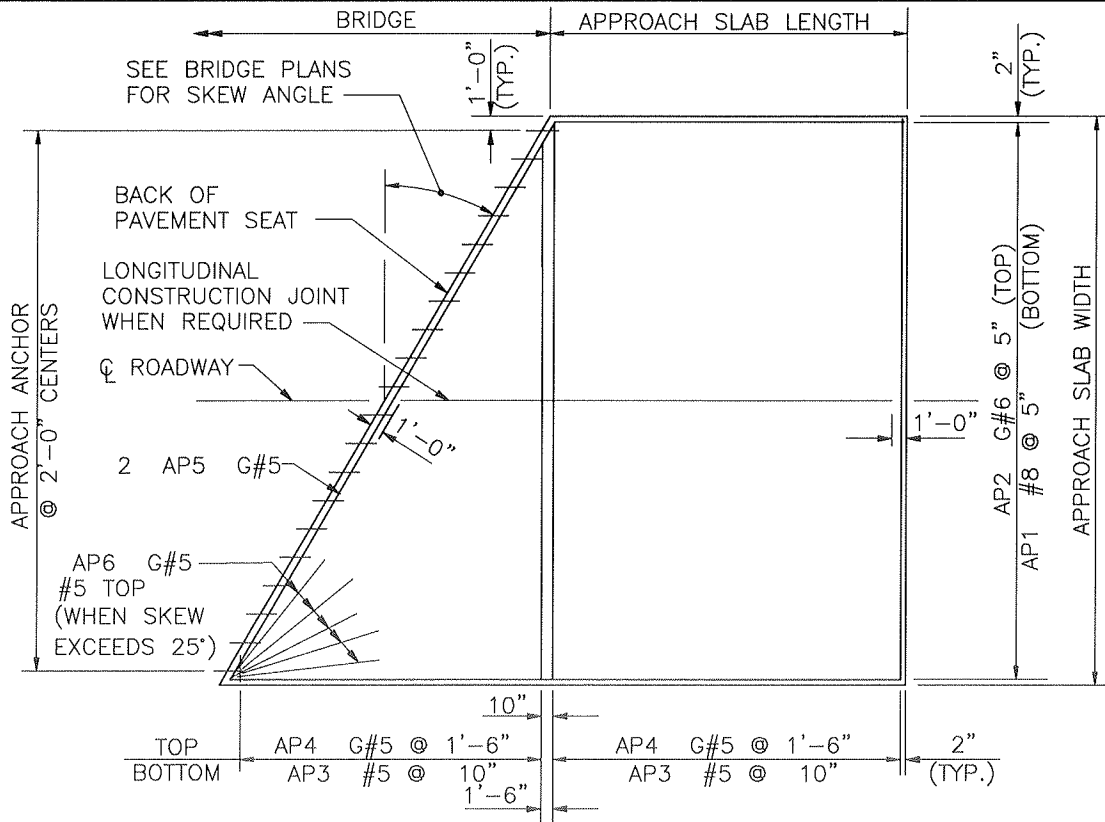 BRIDGE
APPROACH SLAB LENGTH
SEE BRIDGE PLANS
FOR SKEW ANGLE
1'-0"
(TYP.)
2"
(TYP.)
BACK OF
PAVEMENT SEAT
LONGITUDINAL
CONSTRUCTION JOINT
WHEN REQUIRED
℄ ROADWAY
APPROACH ANCHOR
@ 2'-0" CENTERS
1'-0"
1'-0"
2 AP5 G#5
AP6 G#5
#5 TOP
(WHEN SKEW
EXCEEDS 25°)
AP2 G#6 @ 5" (TOP)
AP1 #8 @ 5" (BOTTOM)
APPROACH SLAB WIDTH
10"
TOP
BOTTOM
AP4 G#5 @ 1'-6"
AP3 #5 @ 10"
1'-6"
AP4 G#5 @ 1'-6"
AP3 #5 @ 10"
2"
(TYP.)